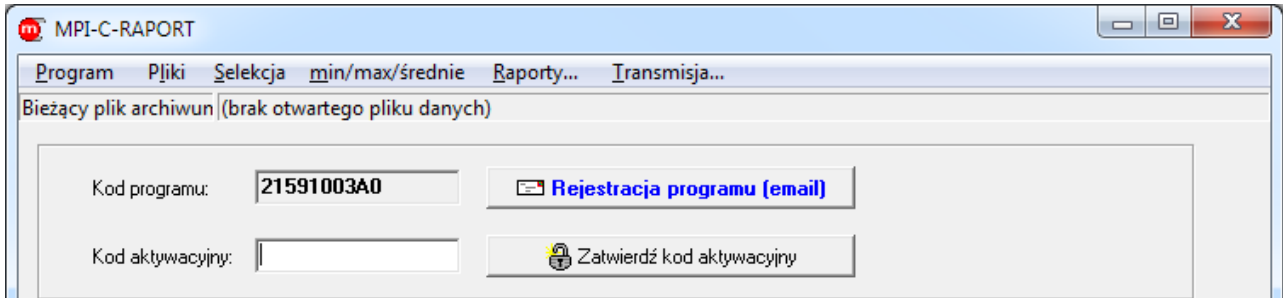 MPI-C-RAPORT
Program Pliki Selekcja min/max/średnie Raporty... Transmisja...
Bieżący plik archiwun (brak otwartego pliku danych)
Kod programu: 21591003A0 Rejestracja programu (email)
Kod aktywacyjny: Zatwierdź kod aktywacyjny